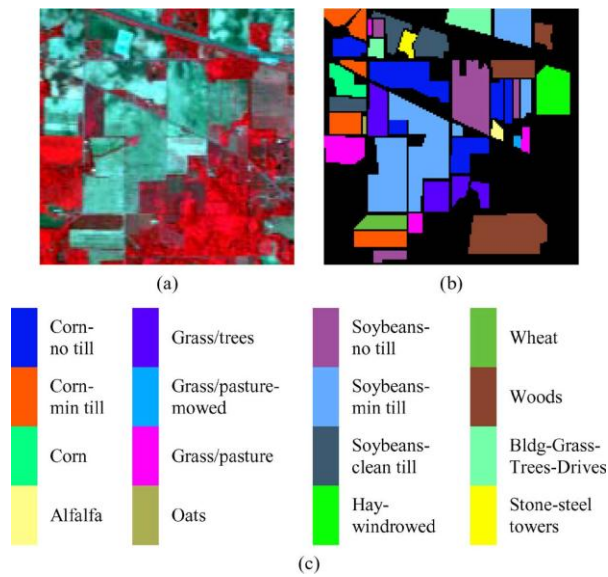 (a)
(b)
Corn-
no till
Corn-
min till
Corn
Alfalfa
Grass/trees
Grass/pasture-
mowed
Grass/pasture
Oats
Soybeans-
no till
Soybeans-
min till
Soybeans-
clean till
Hay-
windrowed
Wheat
Woods
Bldg-Grass-
Trees-Drives
Stone-steel
towers
(c)